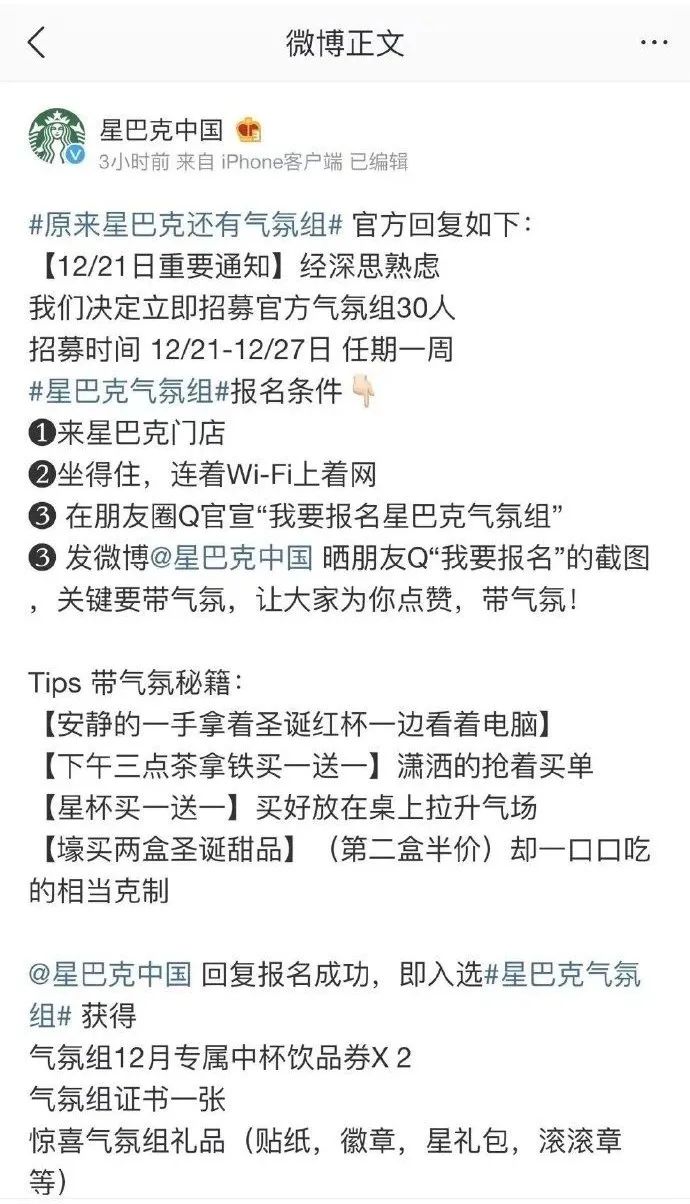 微博正文
星巴克中国
3小时前 来自 iPhone客户端 已编辑
#原来星巴克还有气氛组# 官方回复如下：
【12/21日重要通知】经深思熟虑
我们决定立即招募官方气氛组30人
招募时间 12/21-12/27日 任期一周
#星巴克气氛组#报名条件👇🏻
❶来星巴克门店
❷坐得住，连着Wi-Fi上着网
❸ 在朋友圈Q官宣“我要报名星巴克气氛组”
❸ 发微博@星巴克中国 晒朋友Q“我要报名”的截图
，关键要带气氛，让大家为你点赞，带气氛！
Tips 带气氛秘籍：
【安静的一手拿着圣诞红杯一边看着电脑】
【下午三点茶拿铁买一送一】潇洒的抢着买单
【星杯买一送一】买好放在桌上拉升气场
【壕买两盒圣诞甜品】（第二盒半价）却一口口吃
的相当克制
@星巴克中国 回复报名成功，即入选#星巴克气氛
组# 获得
气氛组12月专属中杯饮品券X 2
气氛组证书一张
惊喜气氛组礼品（贴纸，徽章，星礼包，滚滚章
等）